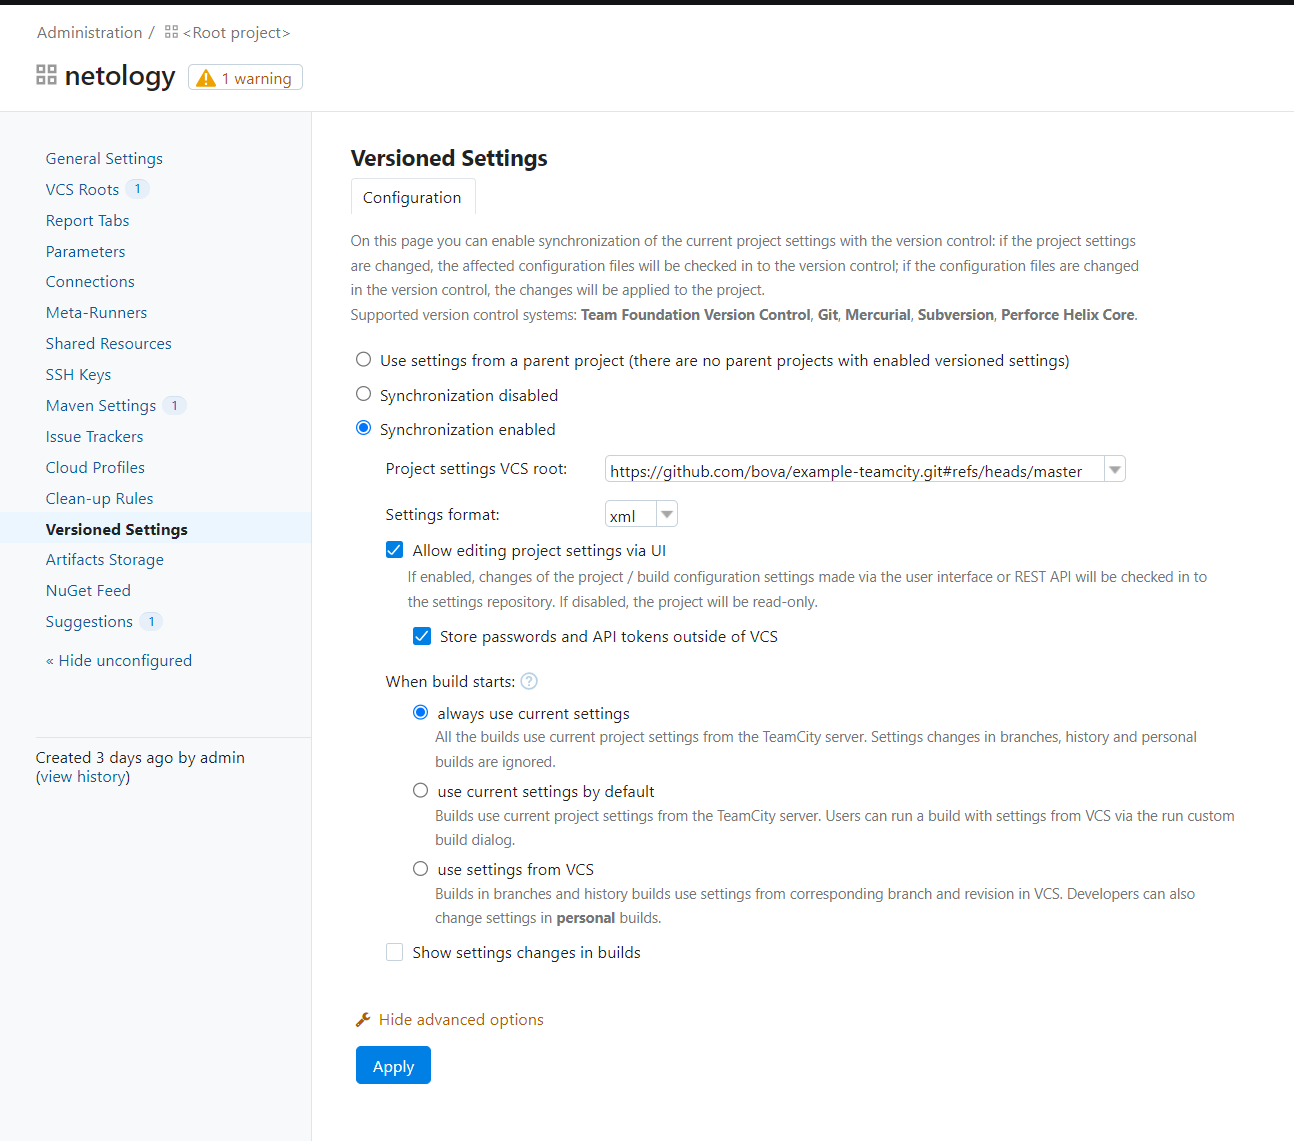 Administration / <Root project>
netology 1 warning
General Settings
VCS Roots 1
Report Tabs
Parameters
Connections
Meta-Runners
Shared Resources
SSH Keys
Maven Settings 1
Issue Trackers
Cloud Profiles
Clean-up Rules
Versioned Settings
Artifacts Storage
NuGet Feed
Suggestions 1
« Hide unconfigured
Created 3 days ago by admin
(view history)
Versioned Settings
Configuration
On this page you can enable synchronization of the current project settings with the version control: if the project settings
are changed, the affected configuration files will be checked in to the version control; if the configuration files are changed
in the version control, the changes will be applied to the project.
Supported version control systems: Team Foundation Version Control, Git, Mercurial, Subversion, Perforce Helix Core.
Use settings from a parent project (there are no parent projects with enabled versioned settings)
Synchronization disabled
Synchronization enabled
Project settings VCS root: https://github.com/bova/example-teamcity.git#refs/heads/master
Settings format: xml
Allow editing project settings via UI
If enabled, changes of the project / build configuration settings made via the user interface or REST API will be checked in to
the settings repository. If disabled, the project will be read-only.
Store passwords and API tokens outside of VCS
When build starts: ?
always use current settings
All the builds use current project settings from the TeamCity server. Settings changes in branches, history and personal
builds are ignored.
use current settings by default
Builds use current project settings from the TeamCity server. Users can run a build with settings from VCS via the run custom
build dialog.
use settings from VCS
Builds in branches and history builds use settings from corresponding branch and revision in VCS. Developers can also
change settings in personal builds.
Show settings changes in builds
Hide advanced options
Apply